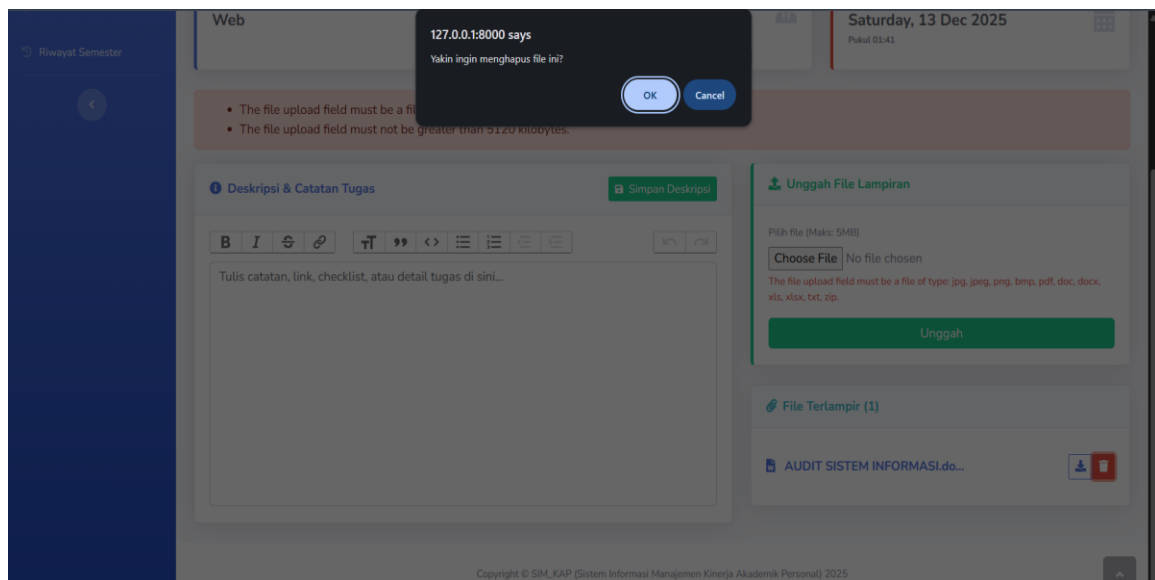 Web
Saturday, 13 Dec 2025
Pukul 01:41
Riwayat Semester
127.0.0.1:8000 says
Yakin ingin menghapus file ini?
OK
Cancel
The file upload field must be a fil
The file upload field must not be greater than 5120 kilobytes.
Deskripsi & Catatan Tugas
Simpan Deskripsi
Tulis catatan, link, checklist, atau detail tugas di sini...
Unggah File Lampiran
Pilih file (Maks: 5MB)
Choose File No file chosen
The file upload field must be a file of type: jpg, jpeg, png, bmp, pdf, doc, docx,
xls, xlsx, txt, zip.
Unggah
File Terlampir (1)
AUDIT SISTEM INFORMASI.do...
Copyright © SIM_KAP (Sistem Informasi Manajemen Kinerja Akademik Personal) 2025